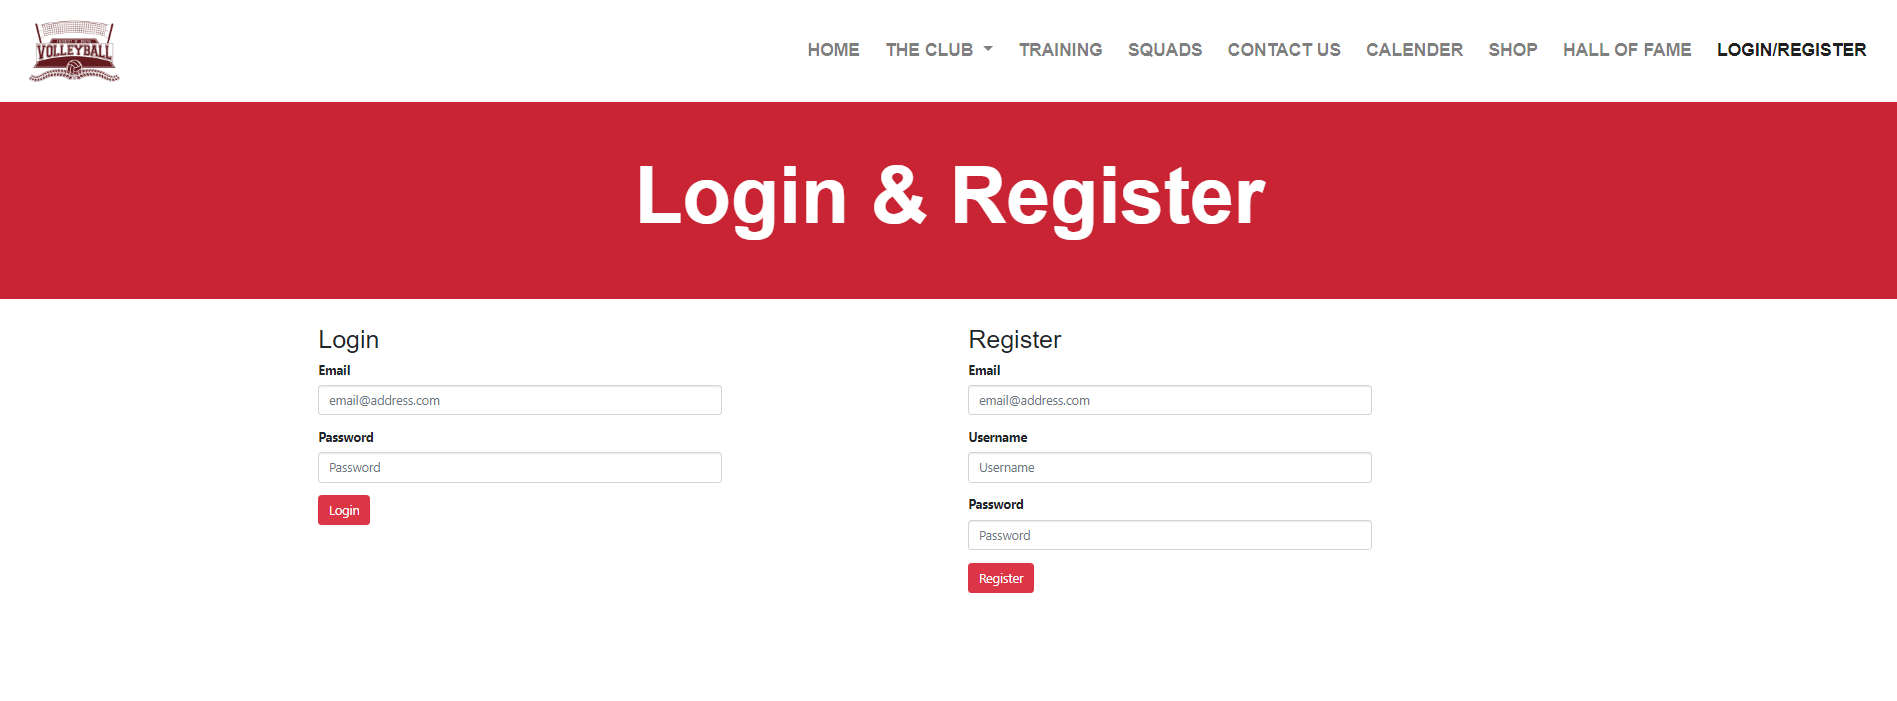 VOLLEYBALL
HOME THE CLUB TRAINING SQUADS CONTACT US CALENDER SHOP HALL OF FAME LOGIN/REGISTER
Login & Register
Login
Email
email@address.com
Password
Password
Login
Register
Email
email@address.com
Username
Username
Password
Password
Register